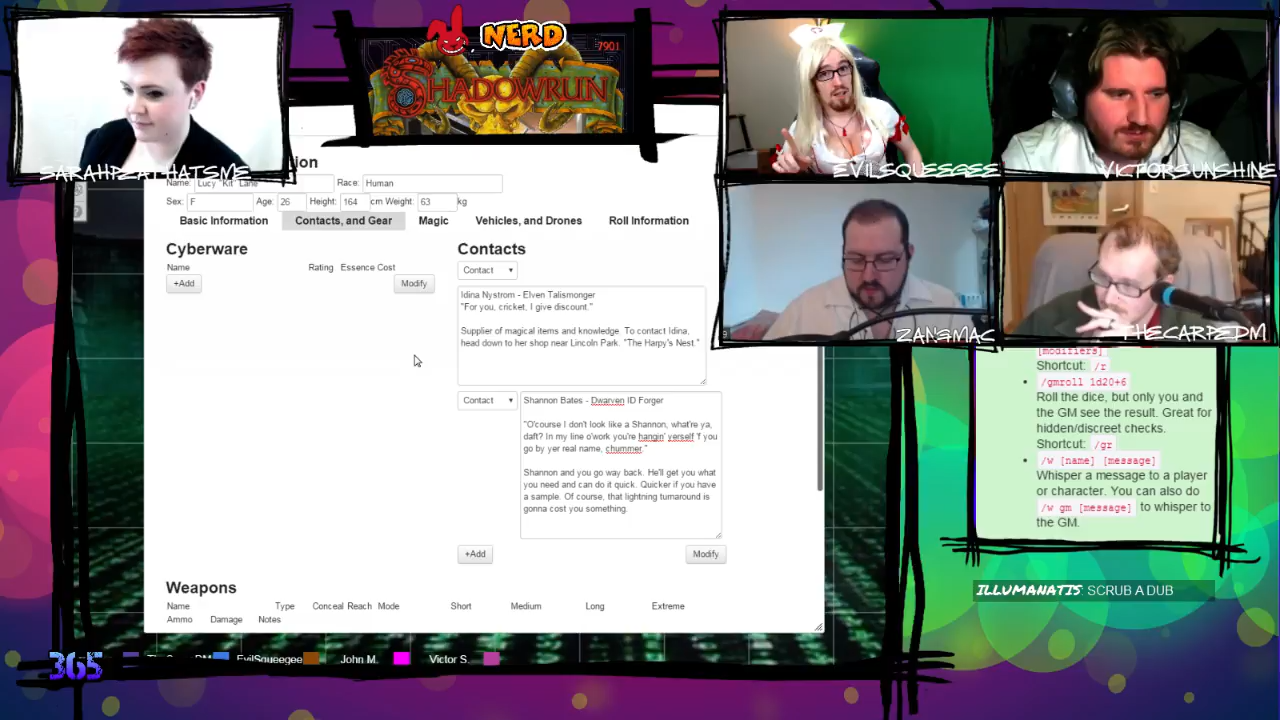 NERD
7901
SHADOWRUN
SARAHPZATHATSME
EVILSQUEEGEE
VICTORSUNSHINE
ZANGMAC
THECARPEDM
Name: Lucy "Kit" Lane
Race: Human
Sex: F Age: 26 Height: 164 cm Weight: 63 kg
Basic Information Contacts, and Gear Magic Vehicles, and Drones Roll Information
Cyberware
Name Rating Essence Cost
+Add Modify
Contacts
Contact
Idina Nystrom - Elven Talismonger
"For you, cricket, I give discount."
Supplier of magical items and knowledge. To contact Idina,
head down to her shop near Lincoln Park. "The Harpy's Nest."
Contact
Shannon Bates - Dwarven ID Forger
"O'course I don't look like a Shannon, what're ya,
daft? In my line o'work you're hangin' yerself 'f you
go by yer real name, chummer."
Shannon and you go way back. He'll get you what
you need and can do it quick. Quicker if you have
a sample. Of course, that lightning turnaround is
gonna cost you something.
+Add Modify
Weapons
Name Type Conceal Reach Mode Short Medium Long Extreme
Ammo Damage Notes
[modifiers]
Shortcut: /r
/gmroll 1d20+6
Roll the dice, but only you and
the GM see the result. Great for
hidden/discreet checks.
Shortcut: /gr
/w [name] [message]
Whisper a message to a player
or character. You can also do
/w gm [message] to whisper to
the GM.
ILLUMANATIS: SCRUB A DUB
365
TheCarpeDM EvilSqueegee John M. Victor S.